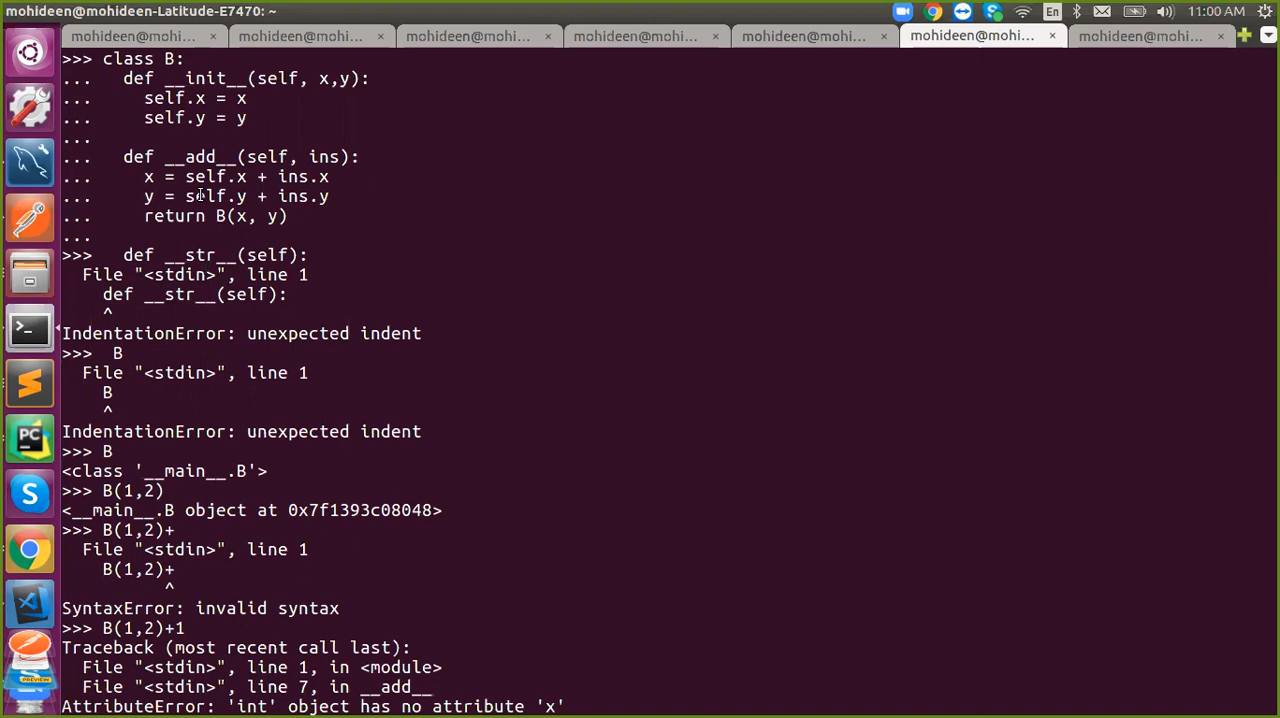 mohideen@mohideen-Latitude-E7470: ~
En
11:00 AM
mohideen@mohi... × mohideen@mohi... × mohideen@mohi... × mohideen@mohi... × mohideen@mohi... × mohideen@mohi... × mohideen@mohi... ×
>>> class B:
...   def __init__(self, x,y):
...     self.x = x
...     self.y = y
...
...   def __add__(self, ins):
...     x = self.x + ins.x
...     y = self.y + ins.y
...     return B(x, y)
...
>>>   def __str__(self):
  File "<stdin>", line 1
    def __str__(self):
    ^
IndentationError: unexpected indent
>>>  B
  File "<stdin>", line 1
    B
    ^
IndentationError: unexpected indent
>>> B
<class '__main__.B'>
>>> B(1,2)
<__main__.B object at 0x7f1393c08048>
>>> B(1,2)+
  File "<stdin>", line 1
    B(1,2)+
          ^
SyntaxError: invalid syntax
>>> B(1,2)+1
Traceback (most recent call last):
  File "<stdin>", line 1, in <module>
  File "<stdin>", line 7, in __add__
AttributeError: 'int' object has no attribute 'x'
PC
PREVIEW